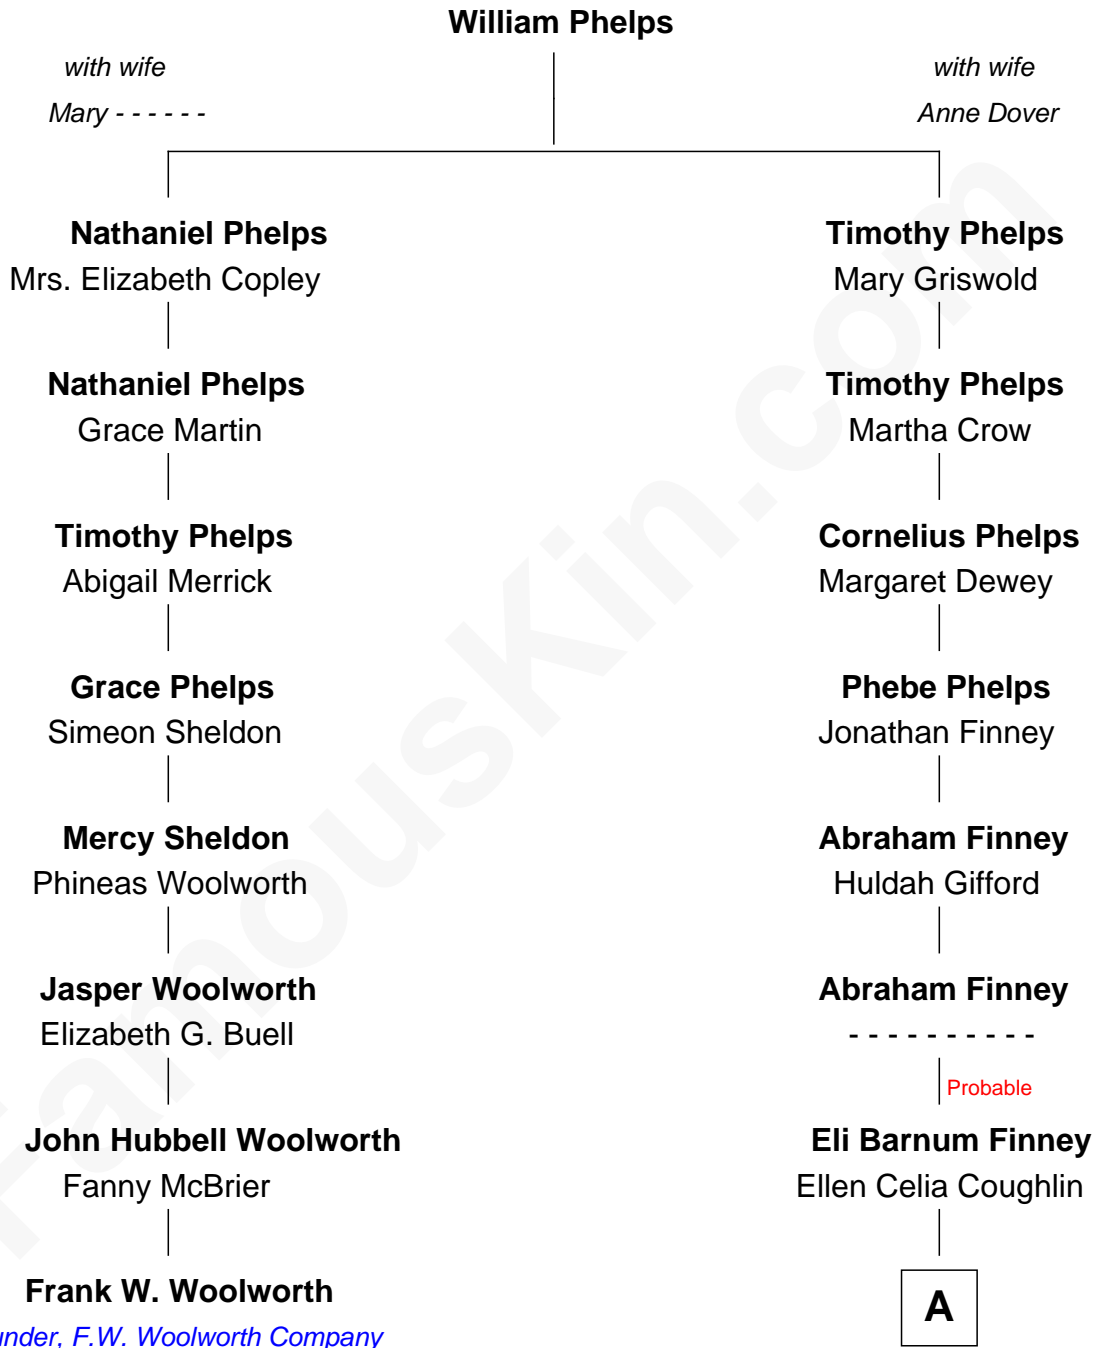 William Phelps
with wife
Mary - - - - - -
with wife
Anne Dover
Nathaniel Phelps
Mrs. Elizabeth Copley
Timothy Phelps
Mary Griswold
Nathaniel Phelps
Grace Martin
Timothy Phelps
Martha Crow
Timothy Phelps
Abigail Merrick
Cornelius Phelps
Margaret Dewey
Grace Phelps
Simeon Sheldon
Phebe Phelps
Jonathan Finney
Mercy Sheldon
Phineas Woolworth
Abraham Finney
Huldah Gifford
Jasper Woolworth
Elizabeth G. Buell
Abraham Finney
- - - - - - - - - -
Probable
John Hubbell Woolworth
Fanny McBrier
Eli Barnum Finney
Ellen Celia Coughlin
Frank W. Woolworth
under, F.W. Woolworth Company
A
FamousKin.com